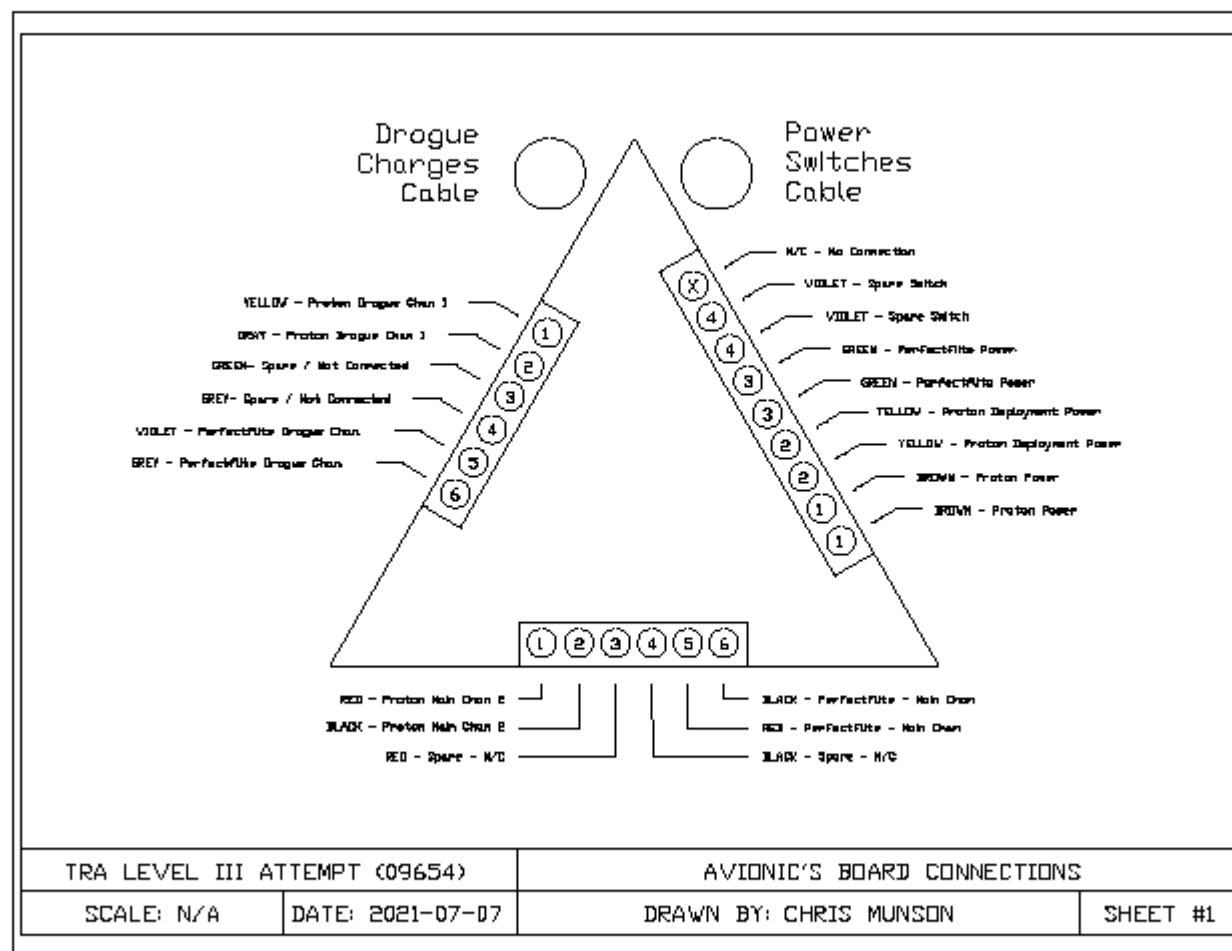 Drogue
Charges
Cable
Power
Switches
Cable
N/C - No Connection
VIOLET - Spare Switch
VIOLET - Spare Switch
GREEN - Perfectflite Power
GREEN - Perfectflite Power
YELLOW - Proton Deployment Power
YELLOW - Proton Deployment Power
BROWN - Proton Power
BROWN - Proton Power
X
4
4
3
3
2
2
1
1
YELLOW - Proton Drogue Chan
GRAY - Proton Drogue Chan
GREEN- Spare / Not Connected
GREY- Spare / Not Connected
VIOLET - Perfectflite Drogue Chan.
GREY - Perfectflite Drogue Chan.
1
2
3
4
5
6
1 2 3 4 5 6
RED - Proton Main Chan 2
BLACK - Proton Main Chan 2
RED - Spare - N/C
BLACK - Perfectflite - Main Chan
RED - Perfectflite - Main Chan
BLACK - Spare - N/C
TRA LEVEL III ATTEMPT (09654)
AVIONIC'S BOARD CONNECTIONS
SCALE: N/A
DATE: 2021-07-07
DRAWN BY: CHRIS MUNSON
SHEET #1